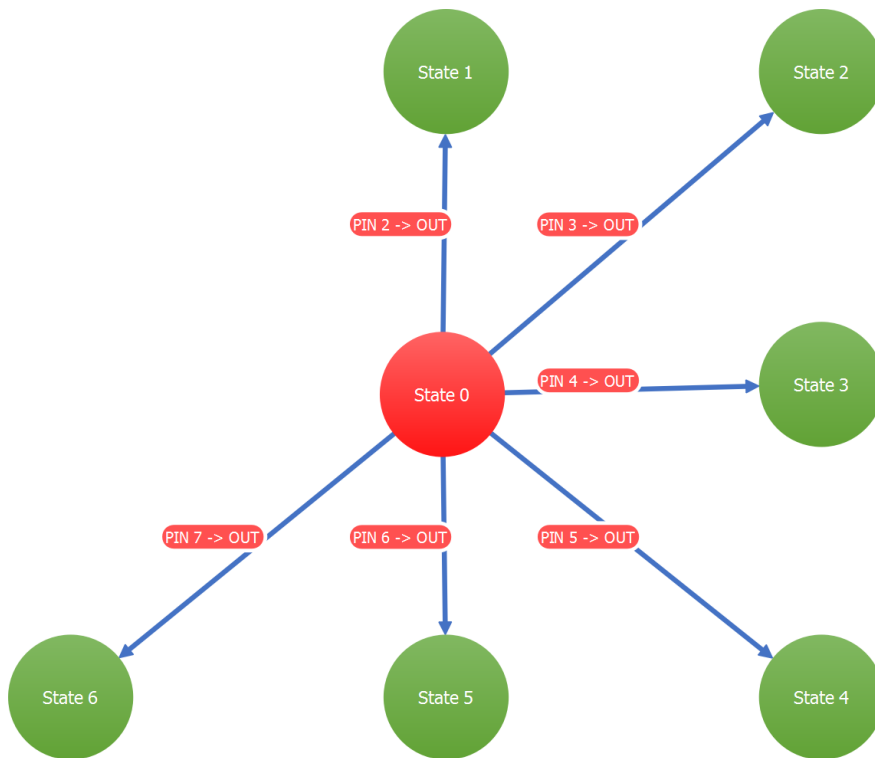 State 1
State 2
PIN 2 -> OUT
PIN 3 -> OUT
State 0
PIN 4 -> OUT
State 3
PIN 7 -> OUT
PIN 6 -> OUT
PIN 5 -> OUT
State 6
State 5
State 4